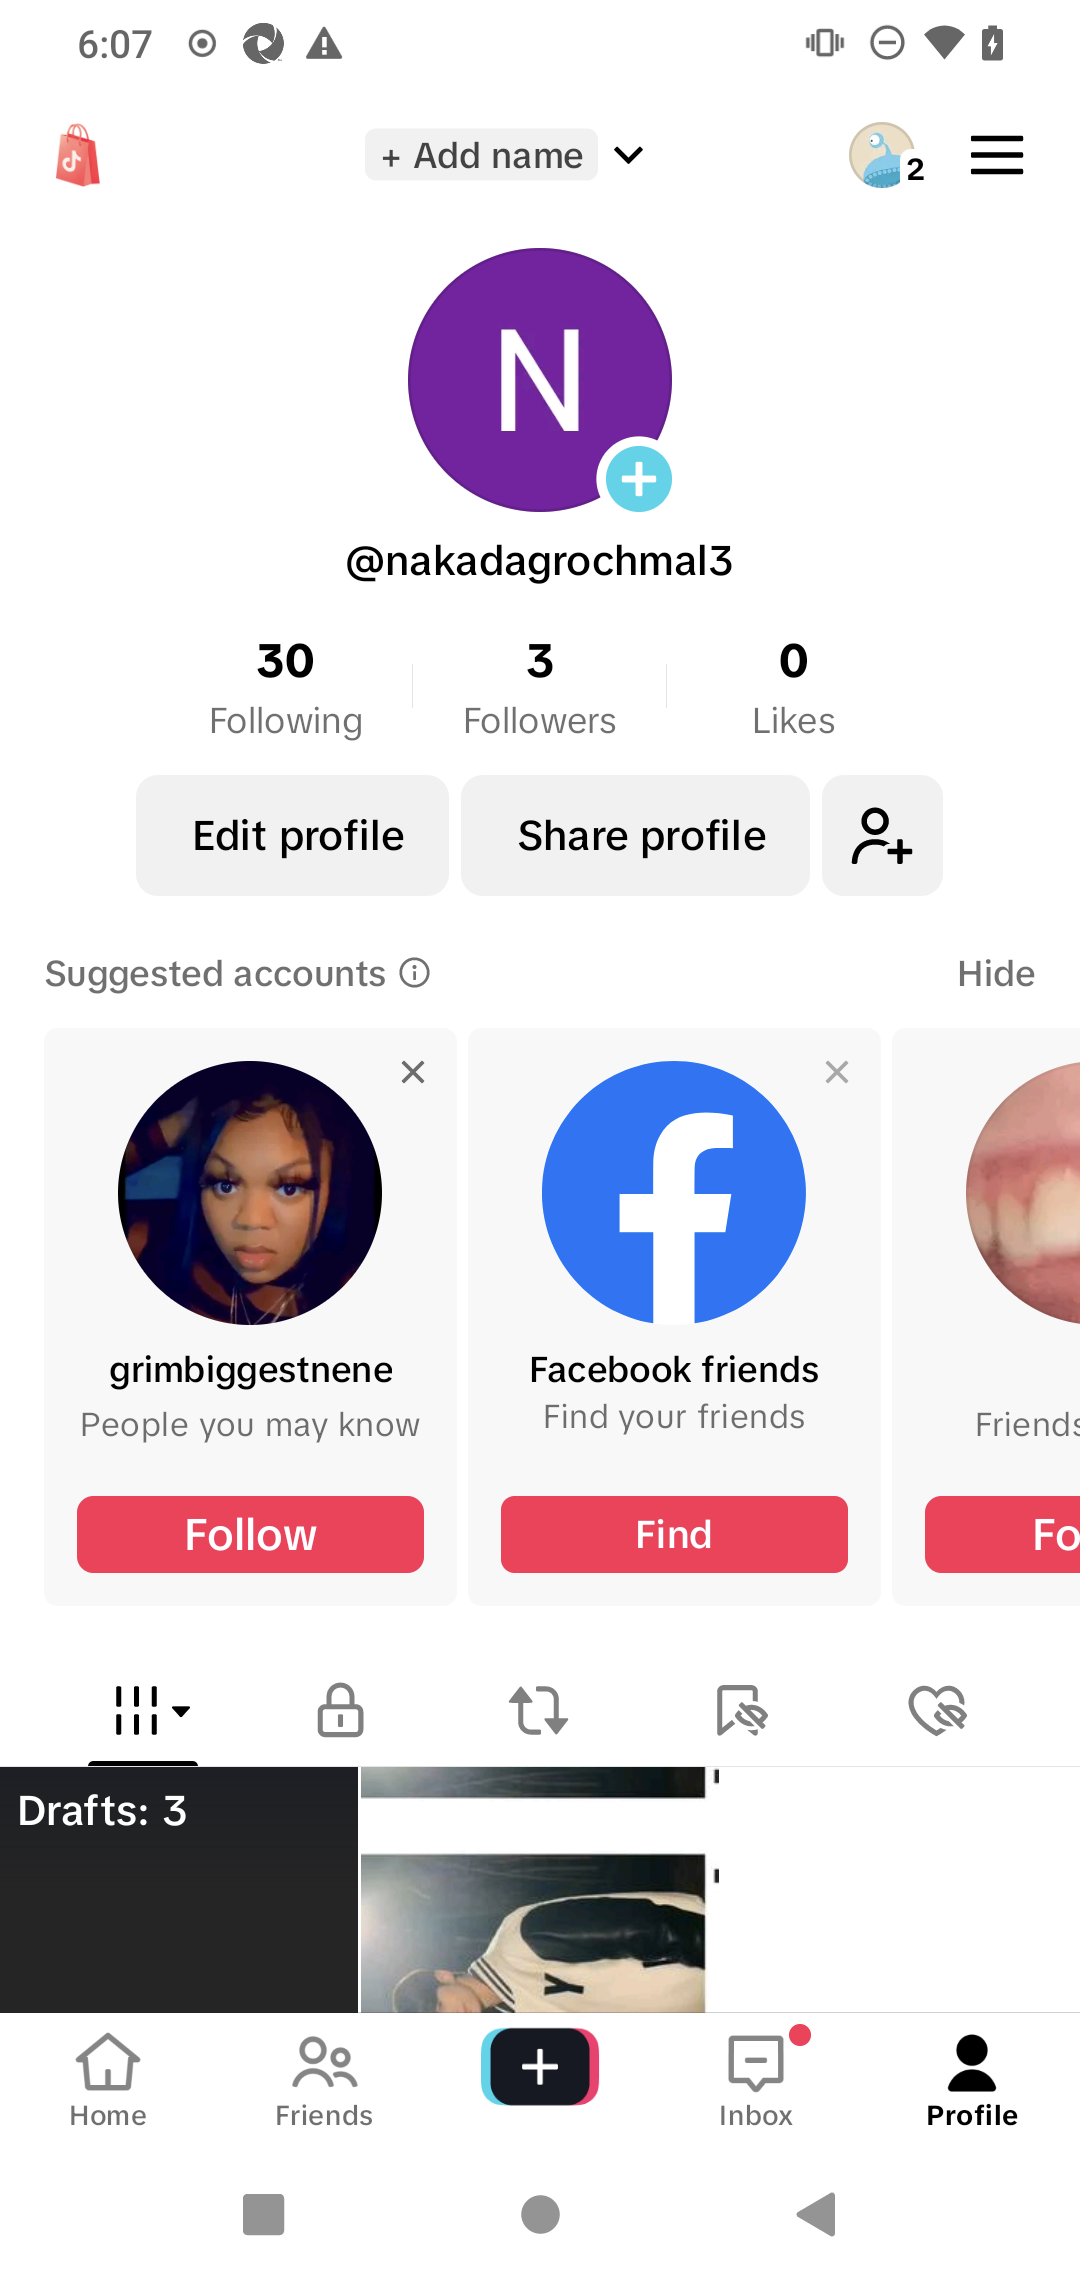 6:07
+ Add name
2
N
@nakadagrochmal3
30 3 0
Following Followers Likes
Edit profile Share profile
Suggested accounts Hide
grimbiggestnene Facebook friends
People you may know Find your friends Friends
Follow Find Fo
Drafts: 3
Y
Home Friends Inbox Profile